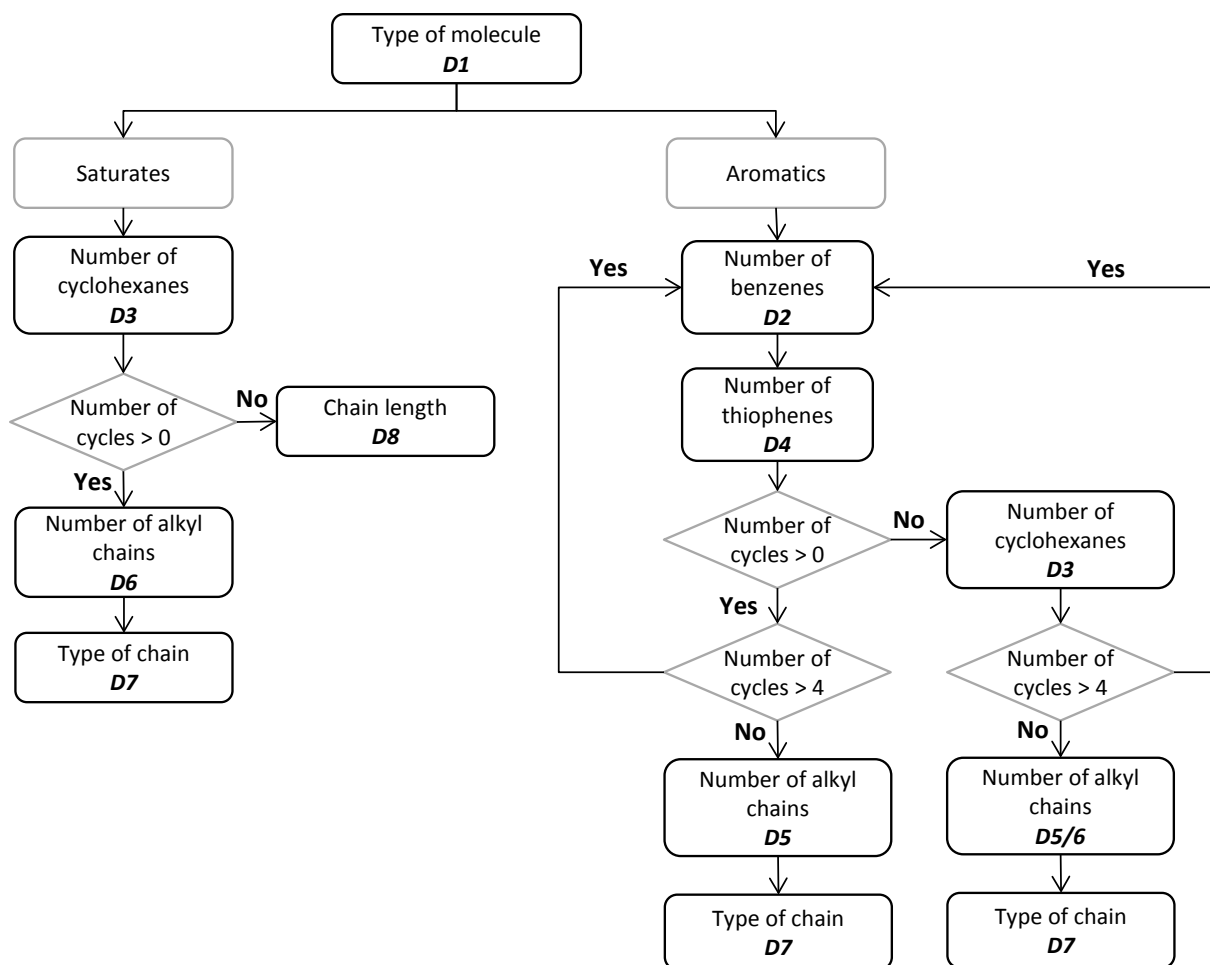 Type of molecule
D1
Saturates
Aromatics
Number of
cyclohexanes
D3
Number of
benzenes
D2
Yes
Yes
Number of
cycles > 0
No
Chain length
D8
Number of
thiophenes
D4
Yes
Number of alkyl
chains
D6
Number of
cycles > 0
No
Number of
cyclohexanes
D3
Type of chain
D7
Yes
Number of
cycles > 4
Number of
cycles > 4
No
No
Number of alkyl
chains
D5
Number of alkyl
chains
D5/6
Type of chain
D7
Type of chain
D7